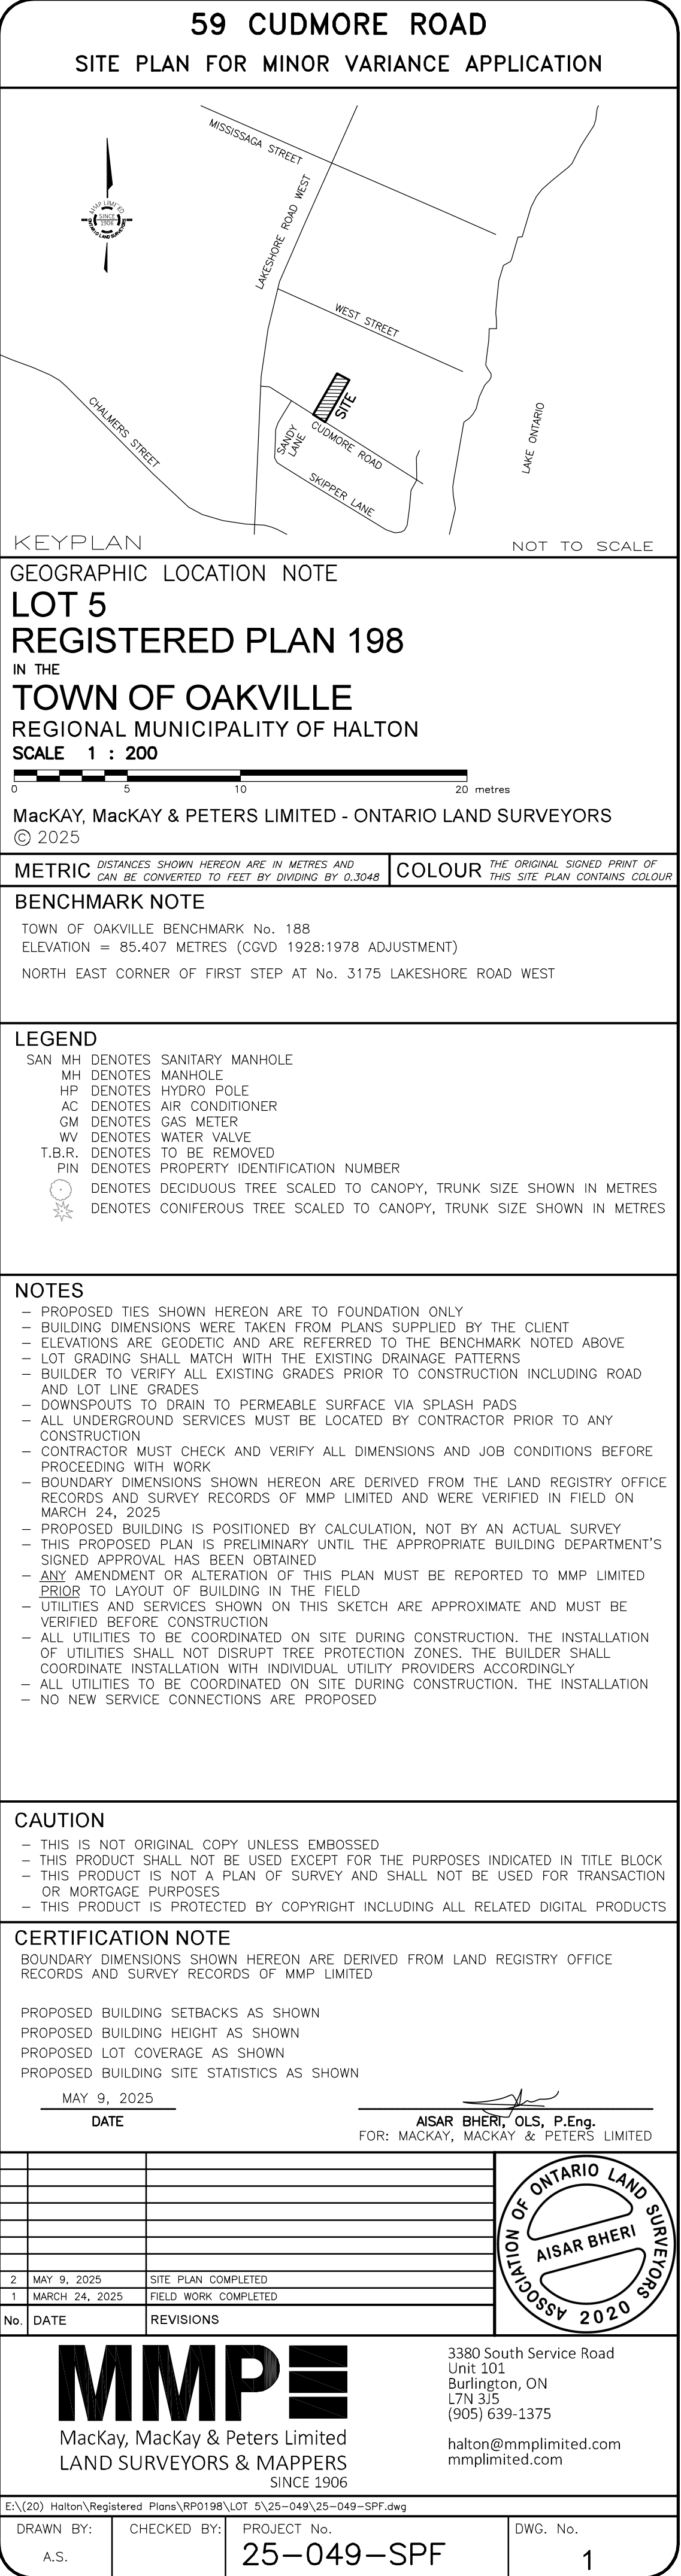 59 CUDMORE ROAD
SITE PLAN FOR MINOR VARIANCE APPLICATION
MISSISSAGA STREET
LAKESHORE ROAD WEST
SINCE
1906
WEST STREET
CHALMERS STREET
SITE
SANDY
LANE
CUDMORE ROAD
SKIPPER LANE
LAKE ONTARIO
KEYPLAN
NOT TO SCALE
GEOGRAPHIC LOCATION NOTE
LOT 5
REGISTERED PLAN 198
IN THE
TOWN OF OAKVILLE
REGIONAL MUNICIPALITY OF HALTON
SCALE 1 : 200
0 5 10 20 metres
MacKAY, MacKAY & PETERS LIMITED - ONTARIO LAND SURVEYORS
© 2025
METRIC DISTANCES SHOWN HEREON ARE IN METRES AND
CAN BE CONVERTED TO FEET BY DIVIDING BY 0.3048
COLOUR THE ORIGINAL SIGNED PRINT OF
THIS SITE PLAN CONTAINS COLOUR
BENCHMARK NOTE
TOWN OF OAKVILLE BENCHMARK No. 188
ELEVATION = 85.407 METRES (CGVD 1928:1978 ADJUSTMENT)
NORTH EAST CORNER OF FIRST STEP AT No. 3175 LAKESHORE ROAD WEST
LEGEND
SAN MH DENOTES SANITARY MANHOLE
MH DENOTES MANHOLE
HP DENOTES HYDRO POLE
AC DENOTES AIR CONDITIONER
GM DENOTES GAS METER
WV DENOTES WATER VALVE
T.B.R. DENOTES TO BE REMOVED
PIN DENOTES PROPERTY IDENTIFICATION NUMBER
DENOTES DECIDUOUS TREE SCALED TO CANOPY, TRUNK SIZE SHOWN IN METRES
DENOTES CONIFEROUS TREE SCALED TO CANOPY, TRUNK SIZE SHOWN IN METRES
NOTES
– PROPOSED TIES SHOWN HEREON ARE TO FOUNDATION ONLY
– BUILDING DIMENSIONS WERE TAKEN FROM PLANS SUPPLIED BY THE CLIENT
– ELEVATIONS ARE GEODETIC AND ARE REFERRED TO THE BENCHMARK NOTED ABOVE
– LOT GRADING SHALL MATCH WITH THE EXISTING DRAINAGE PATTERNS
– BUILDER TO VERIFY ALL EXISTING GRADES PRIOR TO CONSTRUCTION INCLUDING ROAD
AND LOT LINE GRADES
– DOWNSPOUTS TO DRAIN TO PERMEABLE SURFACE VIA SPLASH PADS
– ALL UNDERGROUND SERVICES MUST BE LOCATED BY CONTRACTOR PRIOR TO ANY
CONSTRUCTION
– CONTRACTOR MUST CHECK AND VERIFY ALL DIMENSIONS AND JOB CONDITIONS BEFORE
PROCEEDING WITH WORK
– BOUNDARY DIMENSIONS SHOWN HEREON ARE DERIVED FROM THE LAND REGISTRY OFFICE
RECORDS AND SURVEY RECORDS OF MMP LIMITED AND WERE VERIFIED IN FIELD ON
MARCH 24, 2025
– PROPOSED BUILDING IS POSITIONED BY CALCULATION, NOT BY AN ACTUAL SURVEY
– THIS PROPOSED PLAN IS PRELIMINARY UNTIL THE APPROPRIATE BUILDING DEPARTMENT'S
SIGNED APPROVAL HAS BEEN OBTAINED
– ANY AMENDMENT OR ALTERATION OF THIS PLAN MUST BE REPORTED TO MMP LIMITED
PRIOR TO LAYOUT OF BUILDING IN THE FIELD
– UTILITIES AND SERVICES SHOWN ON THIS SKETCH ARE APPROXIMATE AND MUST BE
VERIFIED BEFORE CONSTRUCTION
– ALL UTILITIES TO BE COORDINATED ON SITE DURING CONSTRUCTION. THE INSTALLATION
OF UTILITIES SHALL NOT DISRUPT TREE PROTECTION ZONES. THE BUILDER SHALL
COORDINATE INSTALLATION WITH INDIVIDUAL UTILITY PROVIDERS ACCORDINGLY
– ALL UTILITIES TO BE COORDINATED ON SITE DURING CONSTRUCTION. THE INSTALLATION
– NO NEW SERVICE CONNECTIONS ARE PROPOSED
CAUTION
– THIS IS NOT ORIGINAL COPY UNLESS EMBOSSED
– THIS PRODUCT SHALL NOT BE USED EXCEPT FOR THE PURPOSES INDICATED IN TITLE BLOCK
– THIS PRODUCT IS NOT A PLAN OF SURVEY AND SHALL NOT BE USED FOR TRANSACTION
OR MORTGAGE PURPOSES
– THIS PRODUCT IS PROTECTED BY COPYRIGHT INCLUDING ALL RELATED DIGITAL PRODUCTS
CERTIFICATION NOTE
BOUNDARY DIMENSIONS SHOWN HEREON ARE DERIVED FROM LAND REGISTRY OFFICE
RECORDS AND SURVEY RECORDS OF MMP LIMITED
PROPOSED BUILDING SETBACKS AS SHOWN
PROPOSED BUILDING HEIGHT AS SHOWN
PROPOSED LOT COVERAGE AS SHOWN
PROPOSED BUILDING SITE STATISTICS AS SHOWN
MAY 9, 2025
DATE
AISAR BHERI, OLS, P.Eng.
FOR: MACKAY, MACKAY & PETERS LIMITED
ASSOCIATION OF ONTARIO LAND SURVEYORS
AISAR BHERI
2020
2 MAY 9, 2025 SITE PLAN COMPLETED
1 MARCH 24, 2025 FIELD WORK COMPLETED
No. DATE REVISIONS
MMP
MacKay, MacKay & Peters Limited
LAND SURVEYORS & MAPPERS
SINCE 1906
3380 South Service Road
Unit 101
Burlington, ON
L7N 3J5
(905) 639-1375
halton@mmplimited.com
mmplimited.com
E:\(20) Halton\Registered Plans\RP0198\LOT 5\25-049\25-049-SPF.dwg
DRAWN BY: CHECKED BY: PROJECT No. DWG. No.
A.S. 25-049-SPF 1